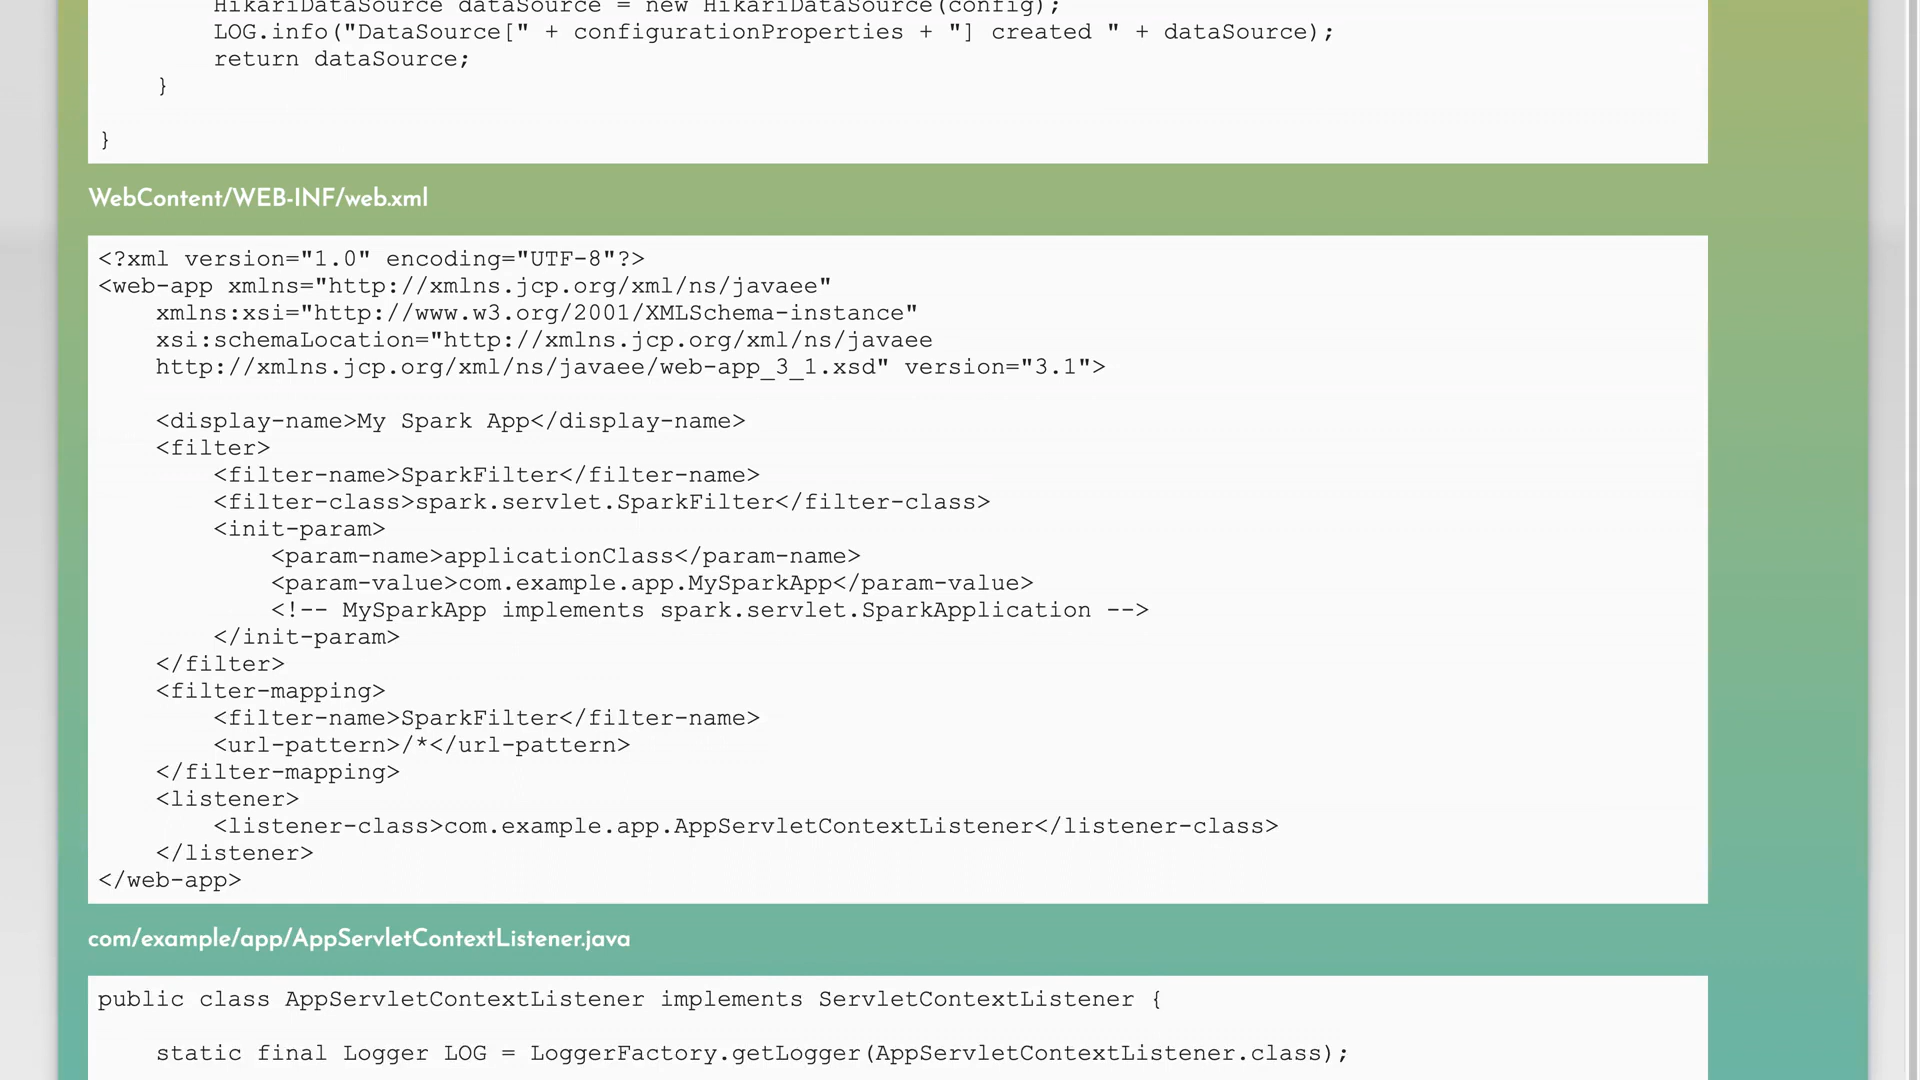 HikariDataSource dataSource = new HikariDataSource(config);
LOG.info("DataSource[" + configurationProperties + "] created " + dataSource);
return dataSource;
}
}
WebContent/WEB-INF/web.xml
<?xml version="1.0" encoding="UTF-8"?>
<web-app xmlns="http://xmlns.jcp.org/xml/ns/javaee"
xmlns:xsi="http://www.w3.org/2001/XMLSchema-instance"
xsi:schemaLocation="http://xmlns.jcp.org/xml/ns/javaee
http://xmlns.jcp.org/xml/ns/javaee/web-app_3_1.xsd" version="3.1">
<display-name>My Spark App</display-name>
<filter>
<filter-name>SparkFilter</filter-name>
<filter-class>spark.servlet.SparkFilter</filter-class>
<init-param>
<param-name>applicationClass</param-name>
<param-value>com.example.app.MySparkApp</param-value>
<!-- MySparkApp implements spark.servlet.SparkApplication -->
</init-param>
</filter>
<filter-mapping>
<filter-name>SparkFilter</filter-name>
<url-pattern>/*</url-pattern>
</filter-mapping>
<listener>
<listener-class>com.example.app.AppServletContextListener</listener-class>
</listener>
</web-app>
com/example/app/AppServletContextListener.java
public class AppServletContextListener implements ServletContextListener {
static final Logger LOG = LoggerFactory.getLogger(AppServletContextListener.class);